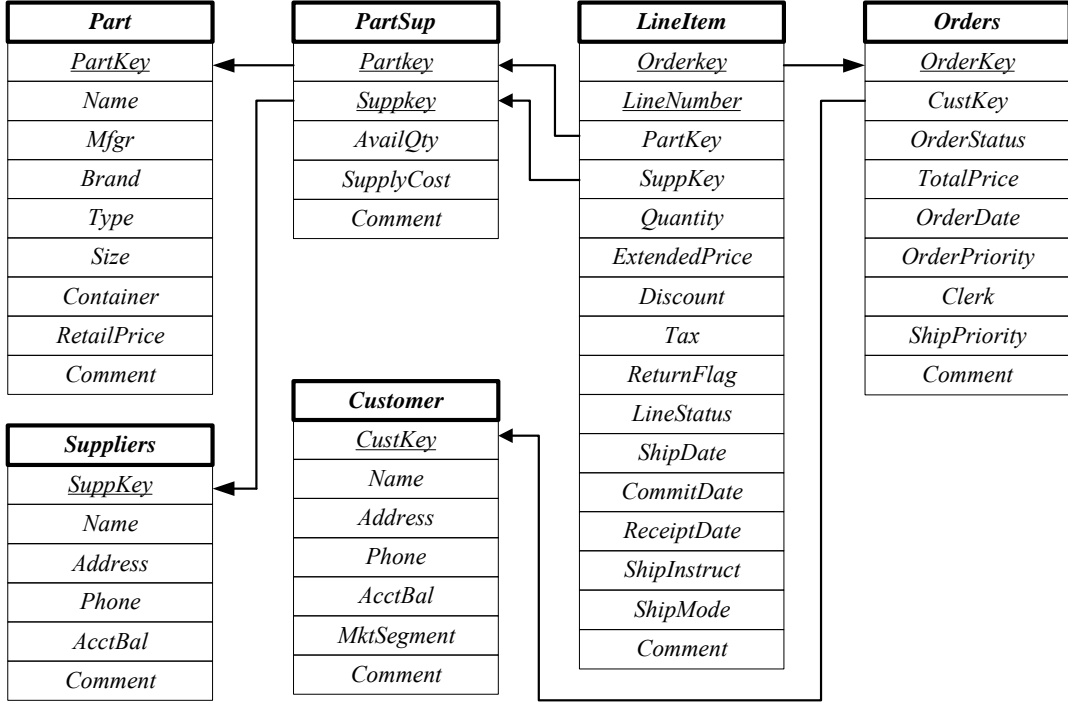 Part
PartKey
Name
Mfgr
Brand
Type
Size
Container
RetailPrice
Comment
Suppliers
SuppKey
Name
Address
Phone
AcctBal
Comment
PartSup
Partkey
Suppkey
AvailQty
SupplyCost
Comment
Customer
CustKey
Name
Address
Phone
AcctBal
MktSegment
Comment
LineItem
Orderkey
LineNumber
PartKey
SuppKey
Quantity
ExtendedPrice
Discount
Tax
ReturnFlag
LineStatus
ShipDate
CommitDate
ReceiptDate
ShipInstruct
ShipMode
Comment
Orders
OrderKey
CustKey
OrderStatus
TotalPrice
OrderDate
OrderPriority
Clerk
ShipPriority
Comment